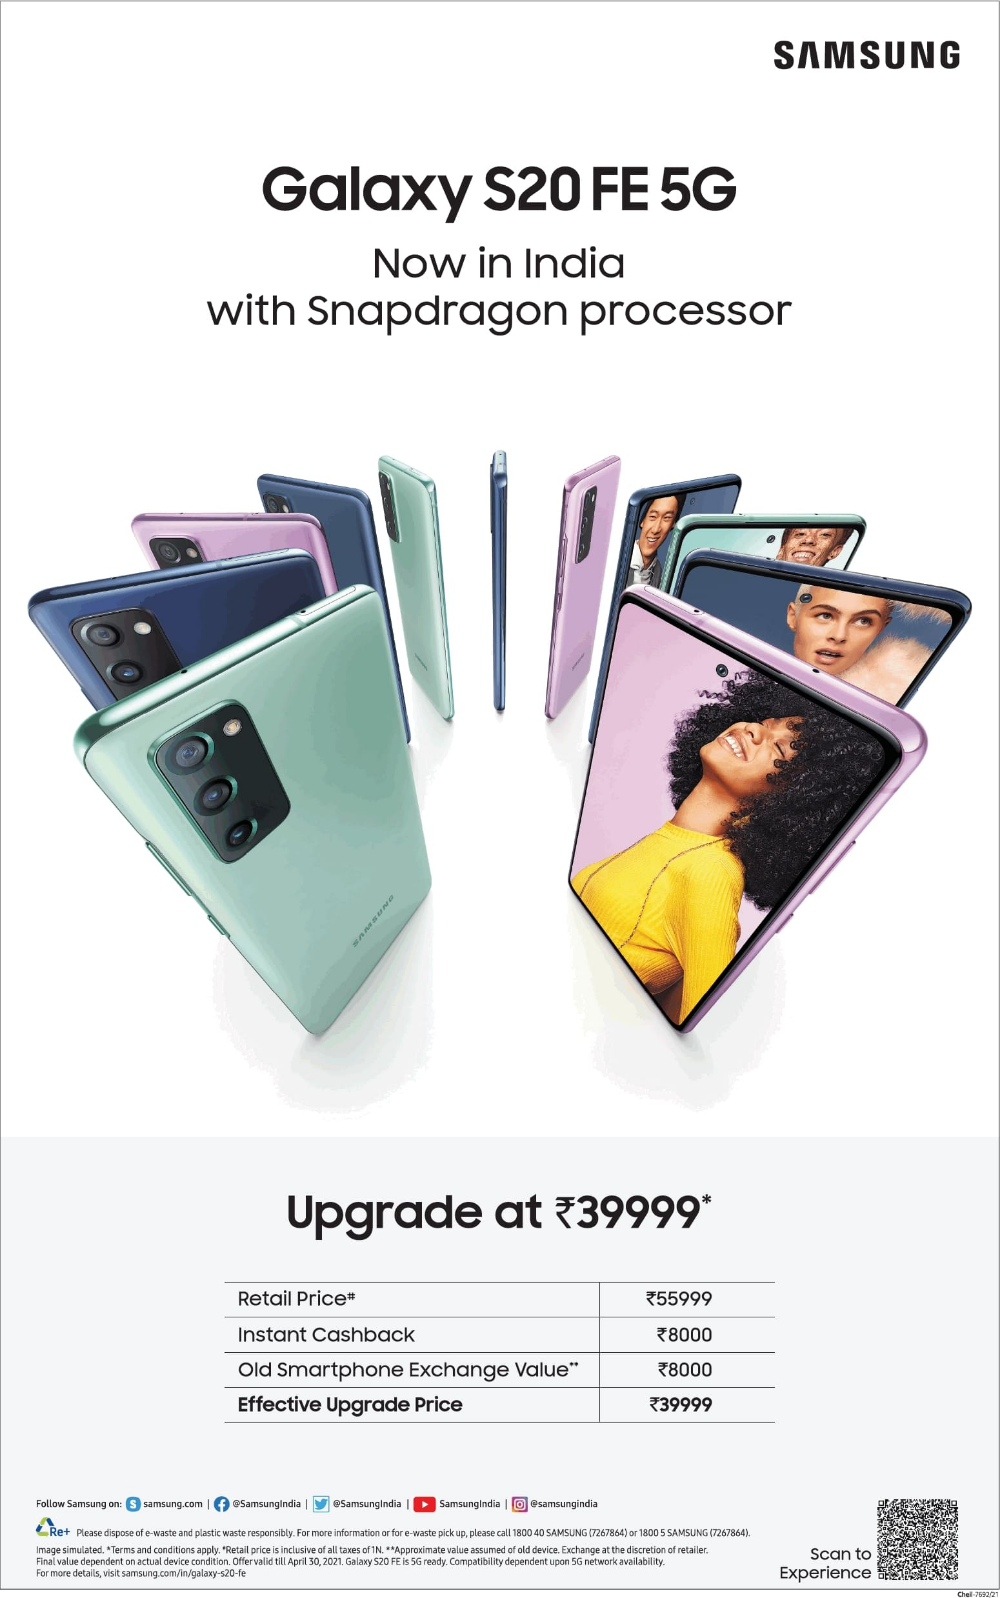 SAMSUNG
Galaxy S20 FE 5G
Now in India
with Snapdragon processor
SAMSUNG
Upgrade at ₹39999*
Retail Price# ₹55999
Instant Cashback ₹8000
Old Smartphone Exchange Value** ₹8000
Effective Upgrade Price ₹39999
Follow Samsung on: samsung.com | @SamsungIndia | @SamsungIndia | SamsungIndia | @samsungindia
Re+ Please dispose of e-waste and plastic waste responsibly. For more information or for e-waste pick up, please call 1800 40 SAMSUNG (7267864) or 1800 5 SAMSUNG (7267864).
Image simulated. *Terms and conditions apply. #Retail price is inclusive of all taxes of 1N. **Approximate value assumed of old device. Exchange at the discretion of retailer.
Final value dependent on actual device condition. Offer valid till April 30, 2021. Galaxy S20 FE is 5G ready. Compatibility dependent upon 5G network availability.
For more details, visit samsung.com/in/galaxy-s20-fe
Scan to
Experience
Cheil-7692/21